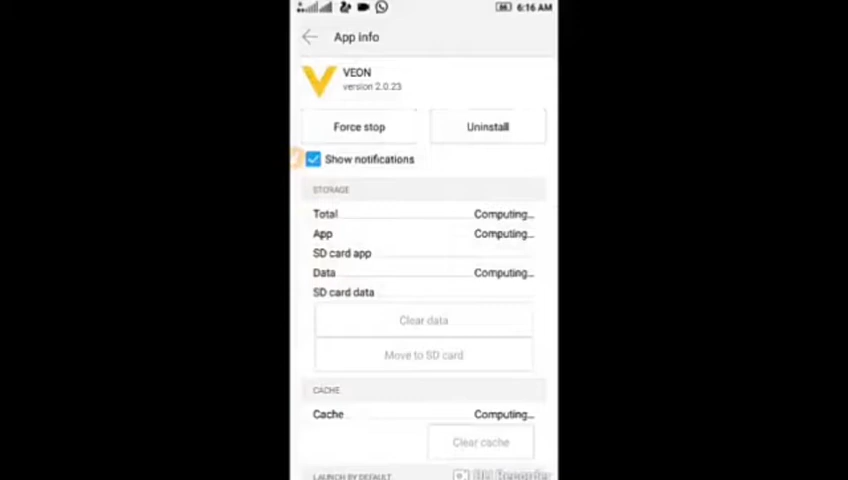 6:16 AM
App info
VEON
version 2.0.23
Force stop Uninstall
Show notifications
STORAGE
Total Computing...
App Computing...
SD card app
Data Computing...
SD card data
Clear data
Move to SD card
CACHE
Cache Computing...
Clear cache
LAUNCH BY DEFAULT
DU Recorder